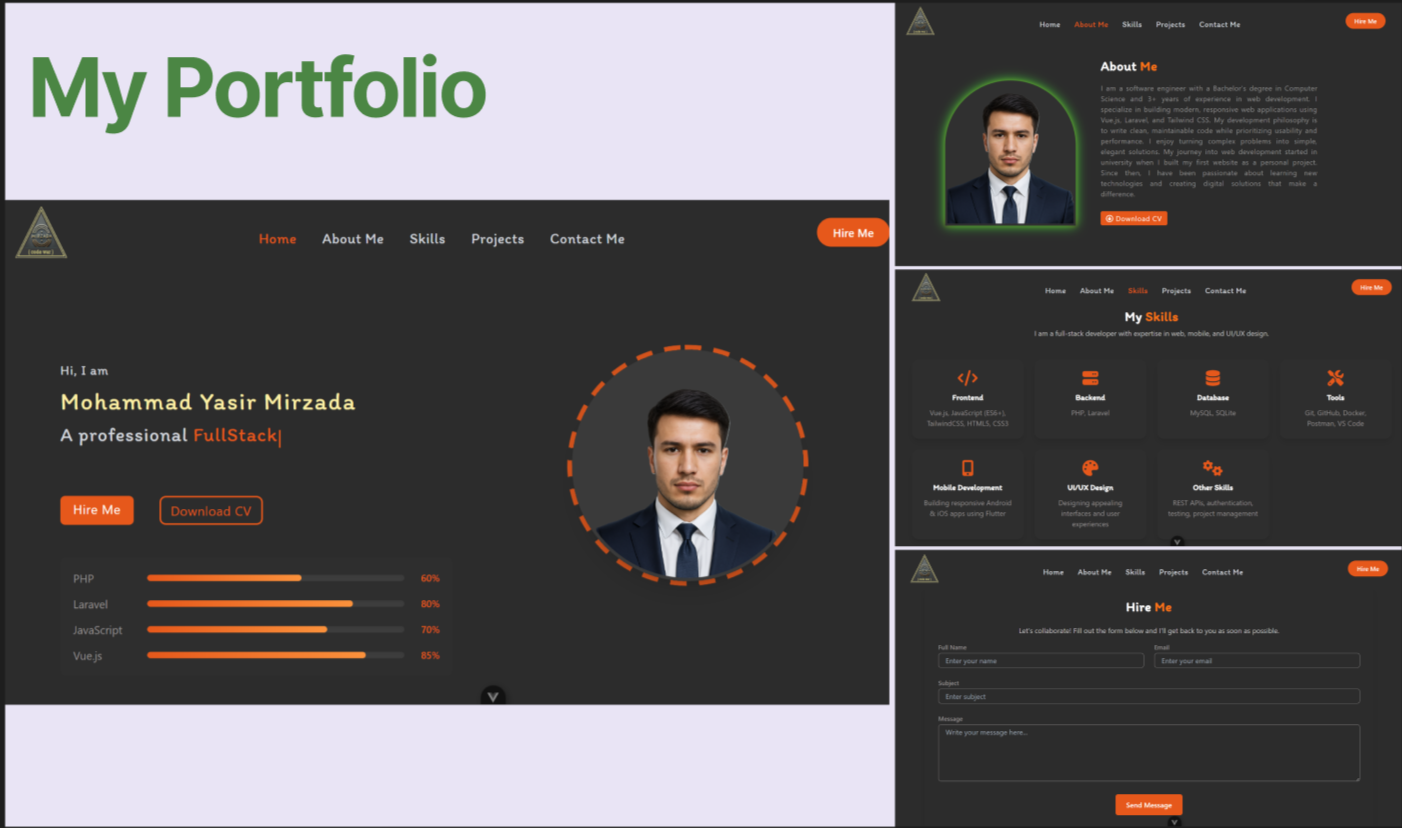 My Portfolio
Home About Me Skills Projects Contact Me
Hire Me
Hi, I am
Mohammad Yasir Mirzada
A professional FullStack|
Hire Me Download CV
PHP 60%
Laravel 80%
JavaScript 70%
Vue.js 85%
Home About Me Skills Projects Contact Me
Hire Me
About Me
I am a software engineer with a Bachelor's degree in Computer
Science and 3+ years of experience in web development. I
specialize in building modern, responsive web applications using
Vue.js, Laravel, and Tailwind CSS. My development philosophy is
to write clean, maintainable code while prioritizing usability and
performance. I enjoy turning complex problems into simple,
elegant solutions. My journey into web development started in
university when I built my first website as a personal project.
Since then, I have been passionate about learning new
technologies and creating digital solutions that make a
difference.
Download CV
Home About Me Skills Projects Contact Me
Hire Me
My Skills
I am a full-stack developer with expertise in web, mobile, and UI/UX design.
Frontend
Vue.js, JavaScript (ES6+),
TailwindCSS, HTML5, CSS3
Backend
PHP, Laravel
Database
MySQL, SQLite
Tools
Git, GitHub, Docker,
Postman, VS Code
Mobile Development
Building responsive Android
& iOS apps using Flutter
UI/UX Design
Designing appealing
interfaces and user
experiences
Other Skills
REST APIs, authentication,
testing, project management
Home About Me Skills Projects Contact Me
Hire Me
Hire Me
Let's collaborate! Fill out the form below and I'll get back to you as soon as possible.
Full Name
Enter your name
Email
Enter your email
Subject
Enter subject
Message
Write your message here...
Send Message